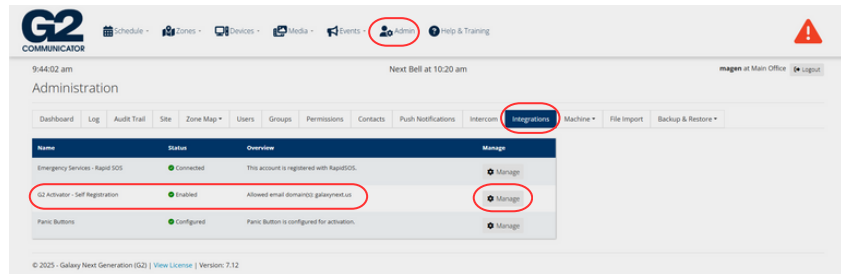 G2
COMMUNICATOR
Schedule Zones Devices Media Events Admin Help & Training
9:44:02 am Next Bell at 10:20 am magen at Main Office Logout
Administration
Dashboard Log Audit Trail Site Zone Map Users Groups Permissions Contacts Push Notifications Intercom Integrations Machine File Import Backup & Restore
Name Status Overview Manage
Emergency Services - Rapid SOS Connected This account is registered with RapidSOS. Manage
G2 Activator - Self Registration Enabled Allowed email domain(s): galaxynext.us Manage
Panic Buttons Configured Panic Button is configured for activation. Manage
© 2025 - Galaxy Next Generation (G2) | View License | Version: 7.12